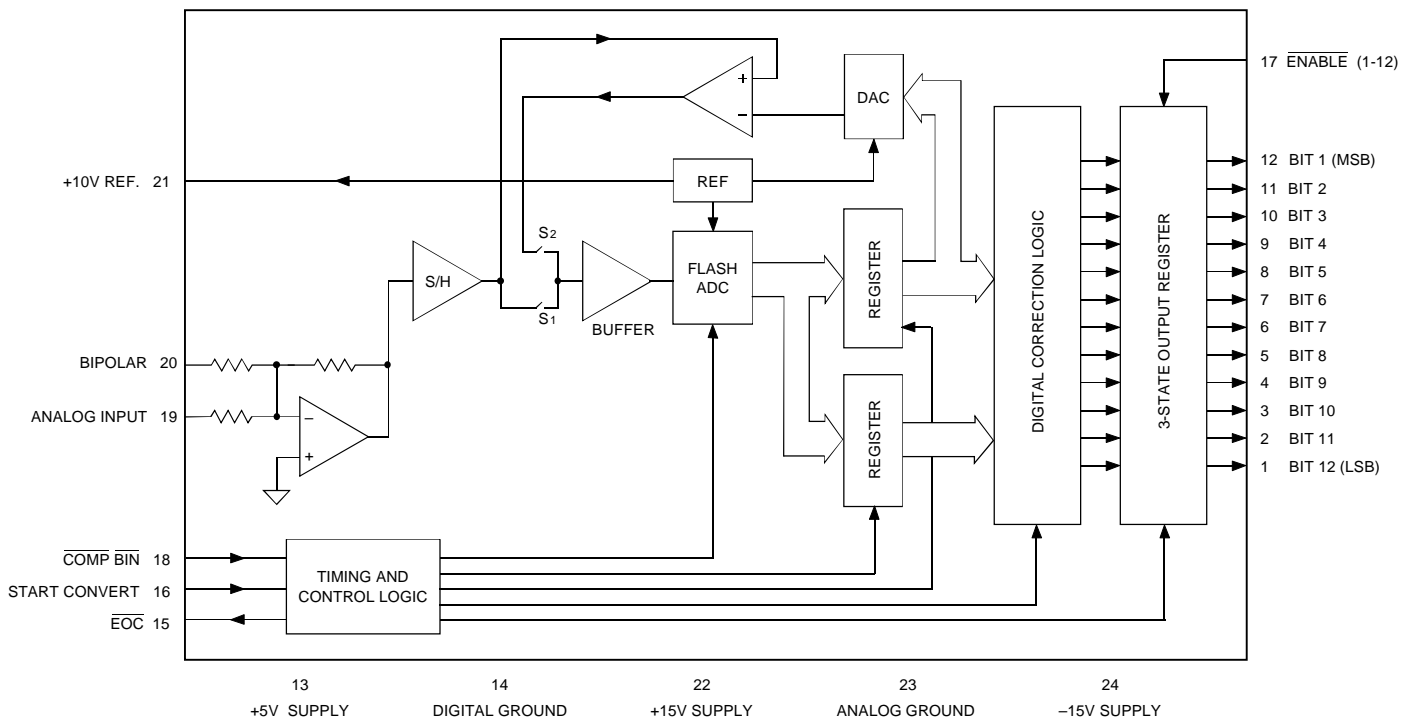 17 ENABLE (1-12)
+
−
DAC
+10V REF. 21
REF
12 BIT 1 (MSB)
11 BIT 2
10 BIT 3
9 BIT 4
8 BIT 5
7 BIT 6
6 BIT 7
5 BIT 8
4 BIT 9
3 BIT 10
2 BIT 11
1 BIT 12 (LSB)
S2
S/H
S1
BUFFER
FLASH
ADC
REGISTER
REGISTER
DIGITAL CORRECTION LOGIC
3-STATE OUTPUT REGISTER
BIPOLAR 20
ANALOG INPUT 19
−
+
COMP BIN 18
START CONVERT 16
EOC 15
TIMING AND
CONTROL LOGIC
13
+5V SUPPLY
14
DIGITAL GROUND
22
+15V SUPPLY
23
ANALOG GROUND
24
–15V SUPPLY